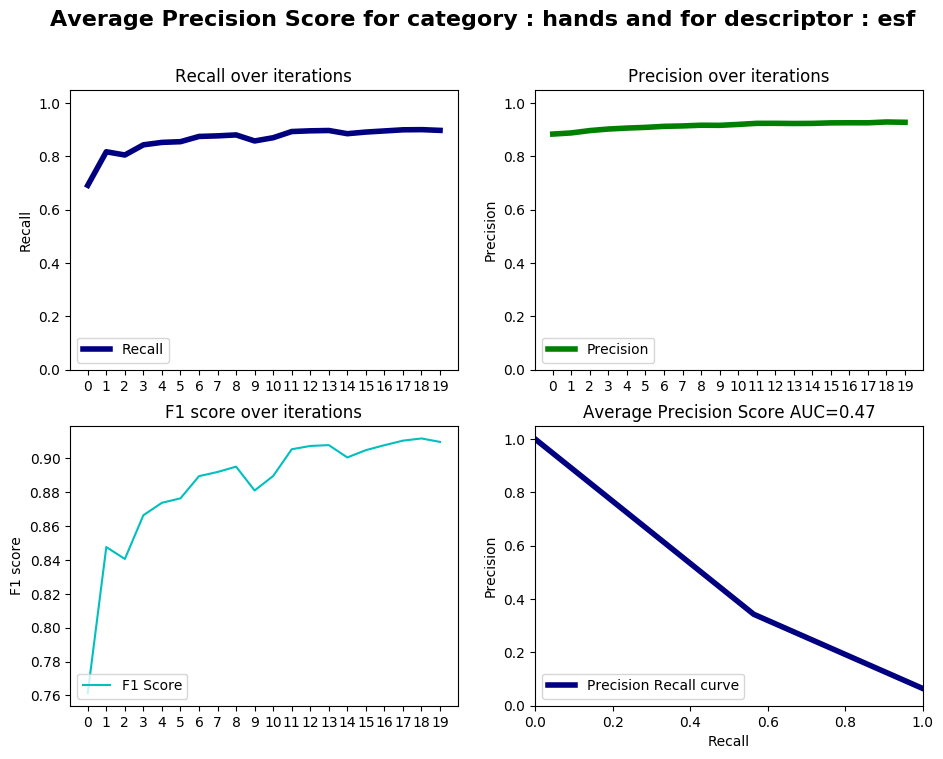 Average Precision Score for category : hands and for descriptor : esf
Recall over iterations
1.0
0.8
0.6
0.4
0.2
0.0
Recall
Recall
0 1 2 3 4 5 6 7 8 9 10 11 12 13 14 15 16 17 18 19
Precision over iterations
1.0
0.8
0.6
0.4
0.2
0.0
Precision
Precision
0 1 2 3 4 5 6 7 8 9 10 11 12 13 14 15 16 17 18 19
F1 score over iterations
0.90
0.88
0.86
0.84
0.82
0.80
0.78
0.76
F1 score
F1 Score
0 1 2 3 4 5 6 7 8 9 10 11 12 13 14 15 16 17 18 19
Average Precision Score AUC=0.47
1.0
0.8
0.6
0.4
0.2
0.0
Precision
Precision Recall curve
0.0 0.2 0.4 0.6 0.8 1.0
Recall